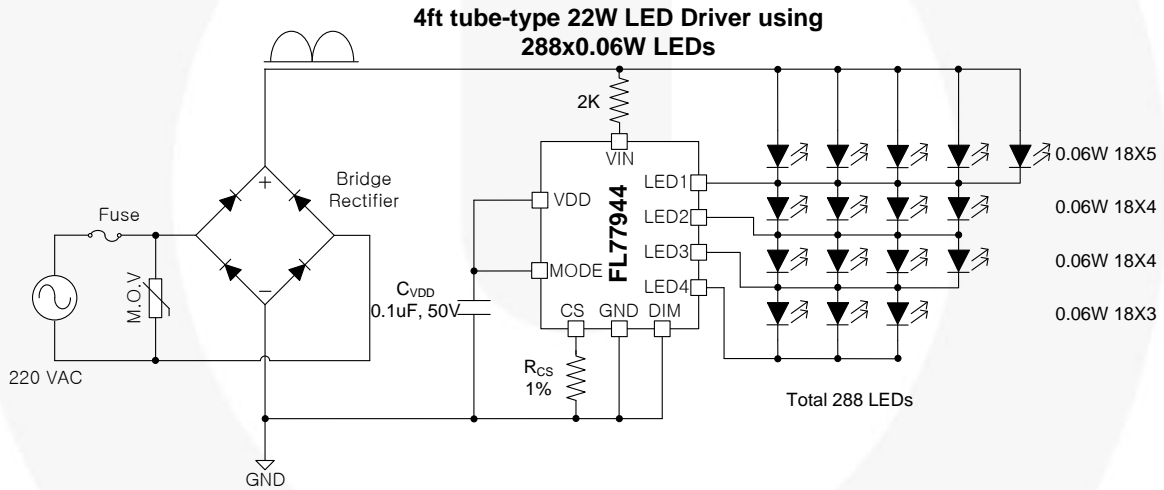 4ft tube-type 22W LED Driver using
288x0.06W LEDs
2K
VIN
VDD
MODE
FL77944
LED1
LED2
LED3
LED4
CS GND DIM
0.06W 18X5
0.06W 18X4
0.06W 18X4
0.06W 18X3
Bridge
Rectifier
+
-
Fuse
M.O.V
220 VAC
CVDD
0.1uF, 50V
RCS
1%
GND
Total 288 LEDs